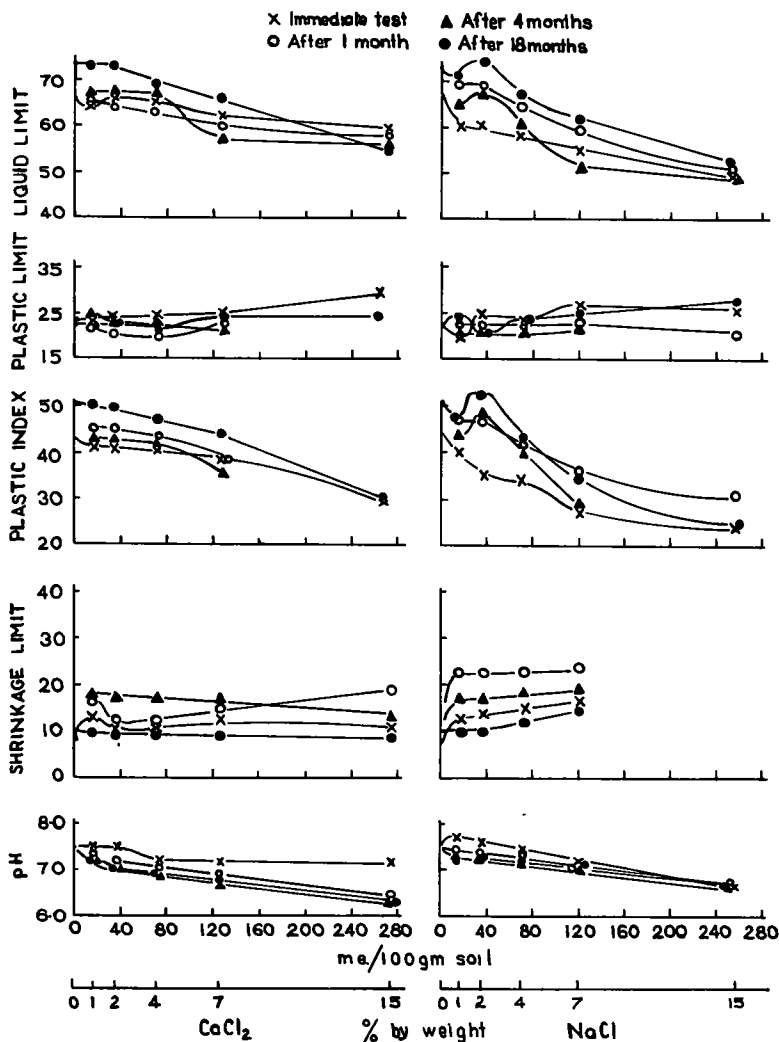 × Immediate test ▲ After 4 months
○ After 1 month ● After 18 months
LIQUID LIMIT
70
60
50
40
PLASTIC LIMIT
35
25
15
PLASTIC INDEX
50
40
30
20
SHRINKAGE LIMIT
40
30
20
10
0
pH
8·0
7·0
6·0
0 40 80 120 160 200 240 280 0 40 80 120 160 200 240 280
me/100gm soil
0 1 2 4 7 15 0 1 2 4 7 15
CaCl2 % by weight NaCl